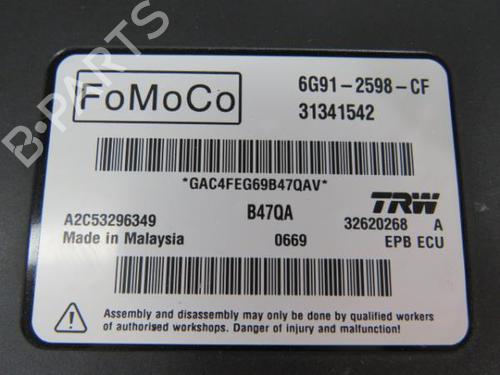 FoMoCo
6G91-2598-CF
31341542
*GAC4FEG69B47QAV*
A2C53296349
B47QA
TRW
32620268 A
Made in Malaysia
0669
EPB ECU
Assembly and disassembly may only be done by qualified workers
of authorised workshops. Danger of injury and malfunction!
B-PARTS